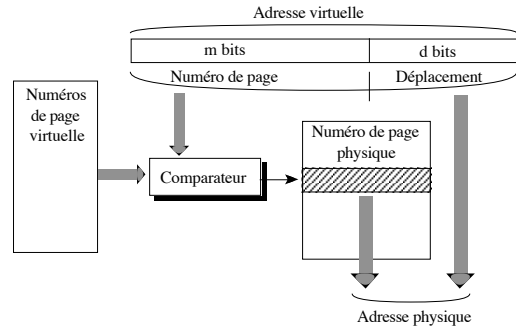 Adresse virtuelle
m bits
d bits
Numéro de page
Déplacement
Numéros
de page
virtuelle
Comparateur
Numéro de page
physique
Adresse physique